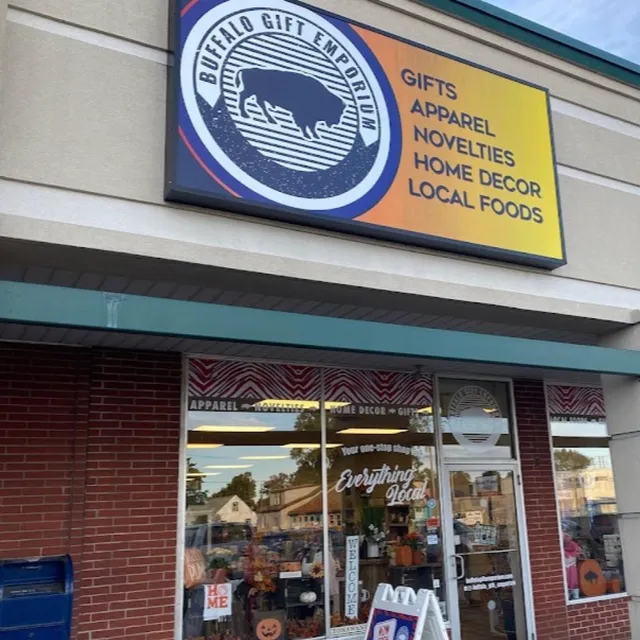 BUFFALO GIFT EMPORIUM
GIFTS
APPAREL
NOVELTIES
HOME DECOR
LOCAL FOODS
APPAREL NOVELTIES HOME DECOR GIFTS
Your one-stop shop
Everything
Local
WELCOME
HOME